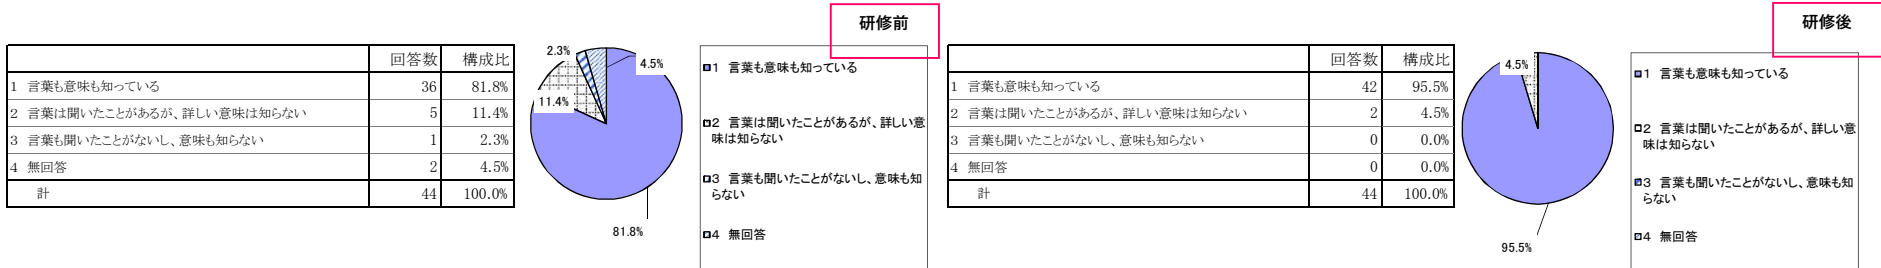 研修前
回答数 構成比
1 言葉も意味も知っている 36 81.8%
2 言葉は聞いたことがあるが、詳しい意味は知らない 5 11.4%
3 言葉も聞いたことがないし、意味も知らない 1 2.3%
4 無回答 2 4.5%
計 44 100.0%
2.3%
4.5%
11.4%
81.8%
1 言葉も意味も知っている
2 言葉は聞いたことがあるが、詳しい意
味は知らない
3 言葉も聞いたことがないし、意味も知
らない
4 無回答
研修後
回答数 構成比
1 言葉も意味も知っている 42 95.5%
2 言葉は聞いたことがあるが、詳しい意味は知らない 2 4.5%
3 言葉も聞いたことがないし、意味も知らない 0 0.0%
4 無回答 0 0.0%
計 44 100.0%
4.5%
95.5%
1 言葉も意味も知っている
2 言葉は聞いたことがあるが、詳しい意
味は知らない
3 言葉も聞いたことがないし、意味も知
らない
4 無回答